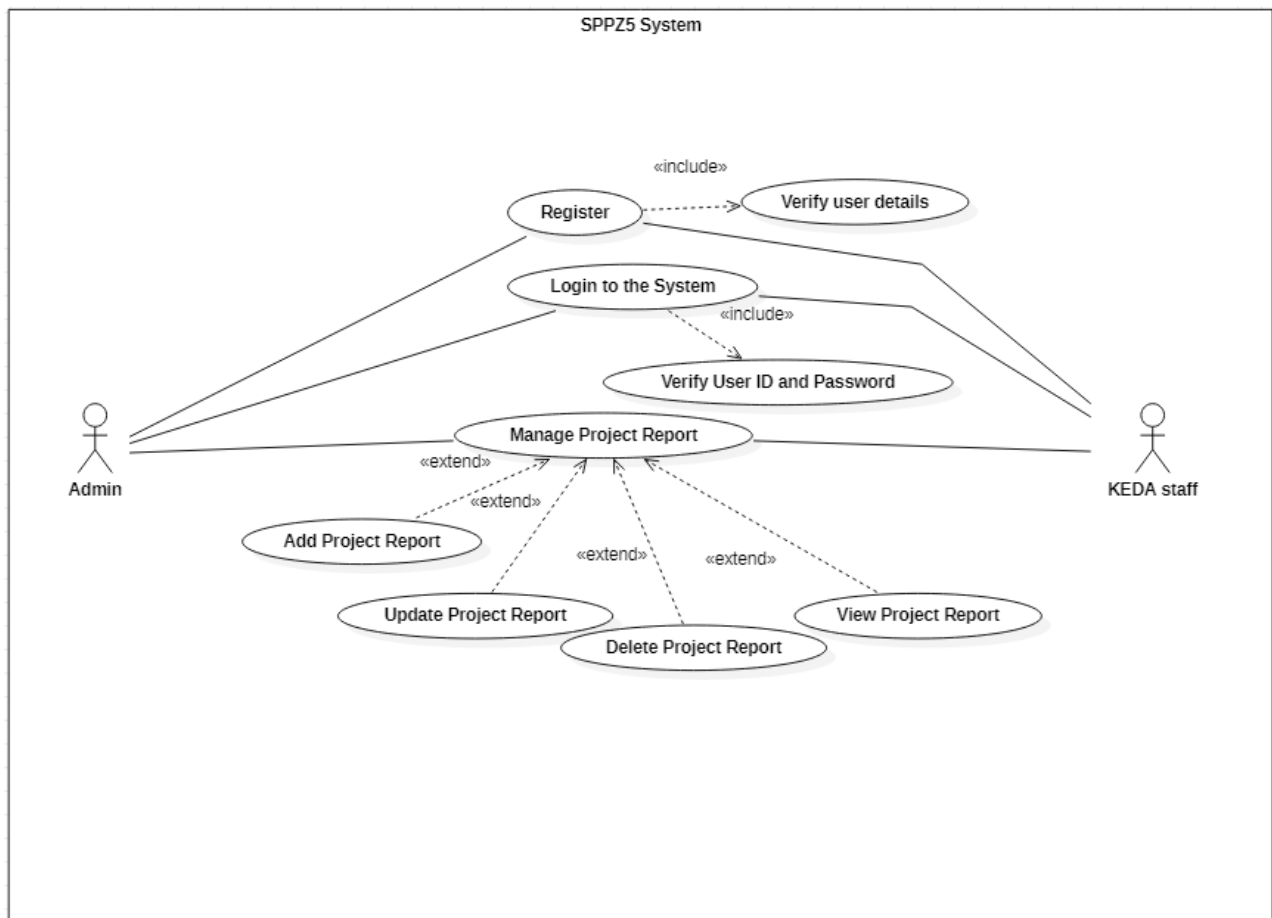 SPPZ5 System
«include»
Verify user details
Register
Login to the System
«include»
Verify User ID and Password
Manage Project Report
«extend»
Admin
KEDA staff
«extend»
Add Project Report
«extend»
«extend»
Update Project Report
View Project Report
Delete Project Report